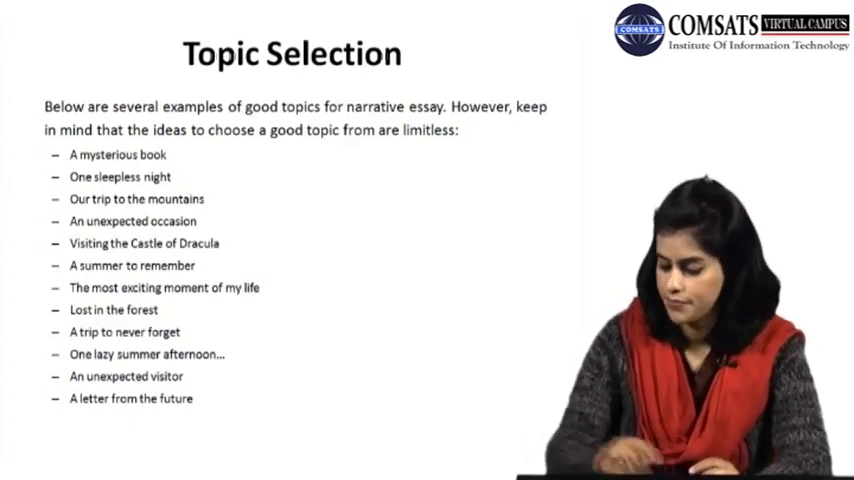 COMSATS VIRTUAL CAMPUS
COMSATS
Institute Of Information Technology
Topic Selection
Below are several examples of good topics for narrative essay. However, keep
in mind that the ideas to choose a good topic from are limitless:
– A mysterious book
– One sleepless night
– Our trip to the mountains
– An unexpected occasion
– Visiting the Castle of Dracula
– A summer to remember
– The most exciting moment of my life
– Lost in the forest
– A trip to never forget
– One lazy summer afternoon...
– An unexpected visitor
– A letter from the future